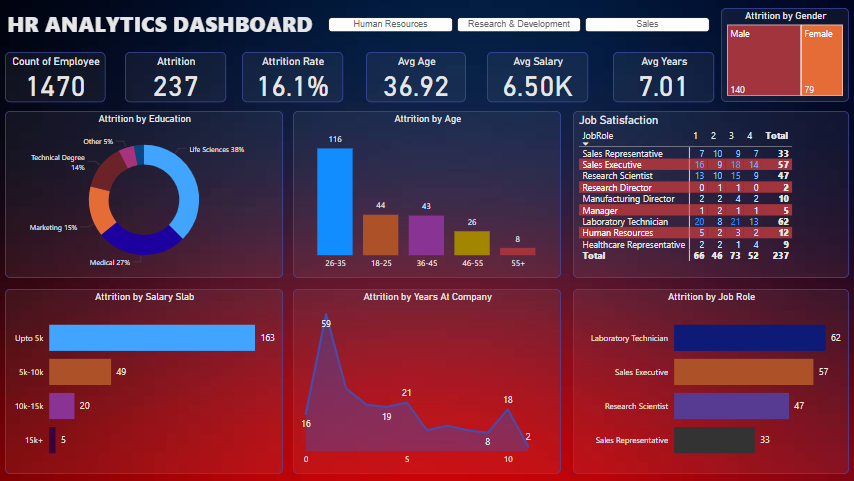 HR ANALYTICS DASHBOARD
Human Resources
Research & Development
Sales
Attrition by Gender
Male
Female
140
79
Count of Employee
1470
Attrition
237
Attrition Rate
16.1%
Avg Age
36.92
Avg Salary
6.50K
Avg Years
7.01
Attrition by Education
Other 5%
Life Sciences 38%
Technical Degree
14%
Marketing 15%
Medical 27%
Attrition by Age
116
44
43
26
8
26-35 18-25 36-45 46-55 55+
Job Satisfaction
JobRole 1 2 3 4 Total
Sales Representative 7 10 9 7 33
Sales Executive 16 9 18 14 57
Research Scientist 13 10 15 9 47
Research Director 0 1 1 0 2
Manufacturing Director 2 2 4 2 10
Manager 1 2 1 1 5
Laboratory Technician 20 8 21 13 62
Human Resources 5 2 3 2 12
Healthcare Representative 2 2 1 4 9
Total 66 46 73 52 237
Attrition by Salary Slab
Upto 5k 163
5k-10k 49
10k-15k 20
15k+ 5
Attrition by Years At Company
59
21
18
16
19
8
2
0 5 10
Attrition by Job Role
Laboratory Technician 62
Sales Executive 57
Research Scientist 47
Sales Representative 33